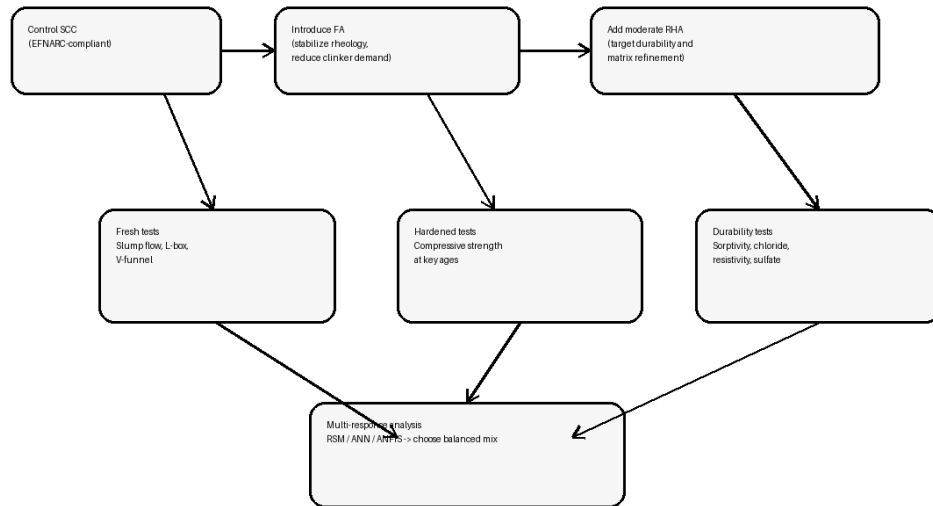 Control SCC
(EFNARC-compliant)
Introduce FA
(stabilize rheology,
reduce clinker demand)
Add moderate RHA
(target durability and
matrix refinement)
Fresh tests
Slump flow, L-box,
V-funnel
Hardened tests
Compressive strength
at key ages
Durability tests
Sorptivity, chloride,
resistivity, sulfate
Multi-response analysis
RSM / ANN / ANFIS -> choose balanced mix